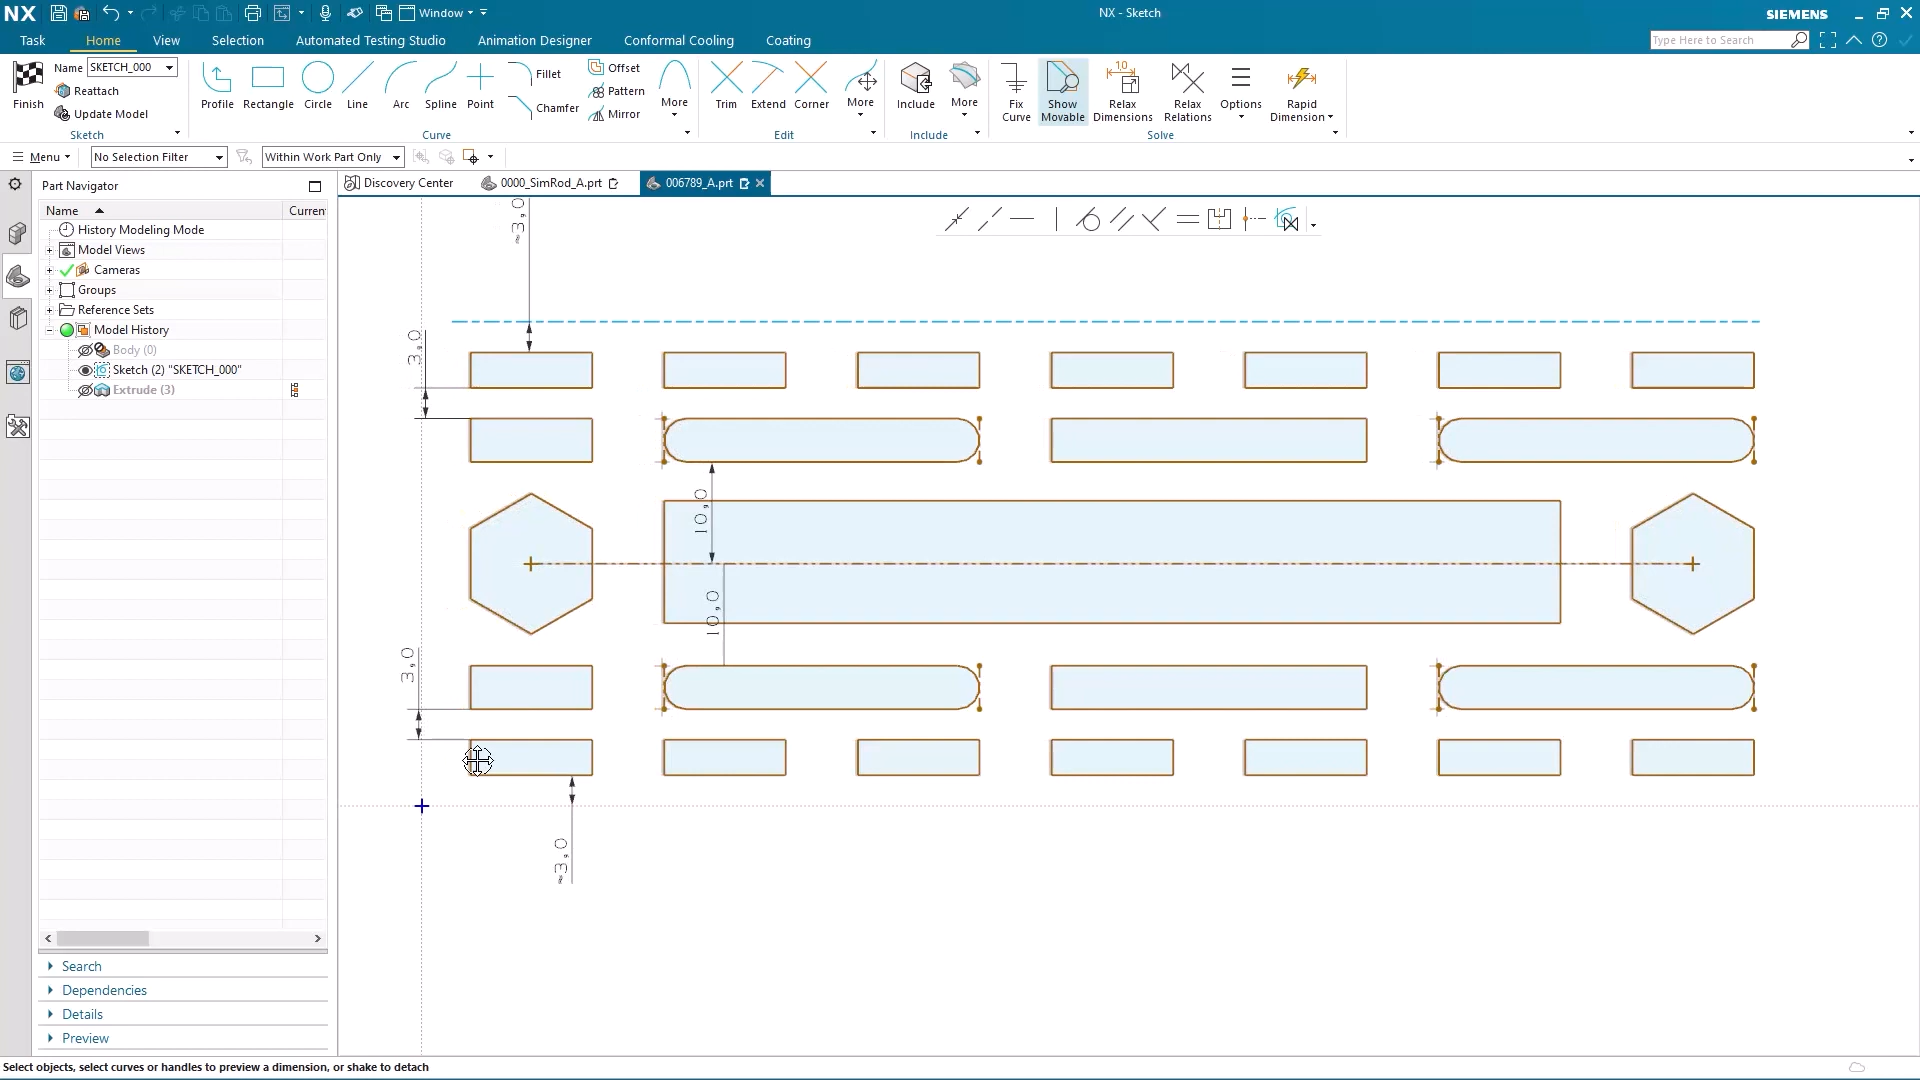 NX
Window
NX - Sketch
SIEMENS
Task
Home
View
Selection
Automated Testing Studio
Animation Designer
Conformal Cooling
Coating
Type Here to Search
Finish
Name SKETCH_000
Reattach
Update Model
Profile
Rectangle
Circle
Line
Arc
Spline
Point
Fillet
Chamfer
Offset
Pattern
Mirror
More
Trim
Extend
Corner
More
Include
More
Fix Curve
Show Movable
Relax Dimensions
Relax Relations
Options
Rapid Dimension
Sketch
Curve
Edit
Include
Solve
Menu
No Selection Filter
Within Work Part Only
Part Navigator
Discovery Center
0000_SimRod_A.prt
006789_A.prt
Name
Curren
History Modeling Mode
Model Views
Cameras
Groups
Reference Sets
Model History
Body (0)
Sketch (2) "SKETCH_000"
Extrude (3)
Search
Dependencies
Details
Preview
≈3,0
3,0
10,0
10,0
3,0
1,0
≈3,0
Select objects, select curves or handles to preview a dimension, or shake to detach